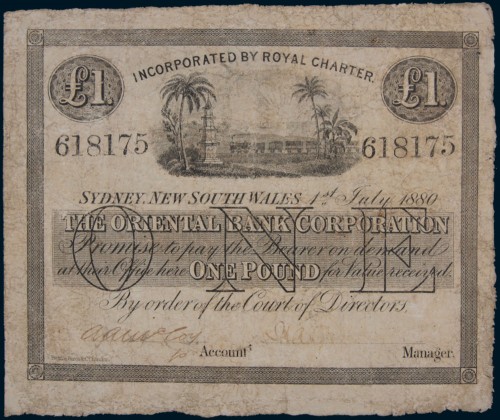 INCORPORATED BY ROYAL CHARTER.
£1. £1.
618175 618175
SYDNEY, NEW SOUTH WALES 1st July 1880
ONE
THE ORIENTAL BANK CORPORATION
Promise to pay the Bearer on demand
at their Office here ONE POUND for Value received.
By order of the Court of Directors.
Accountt Manager.